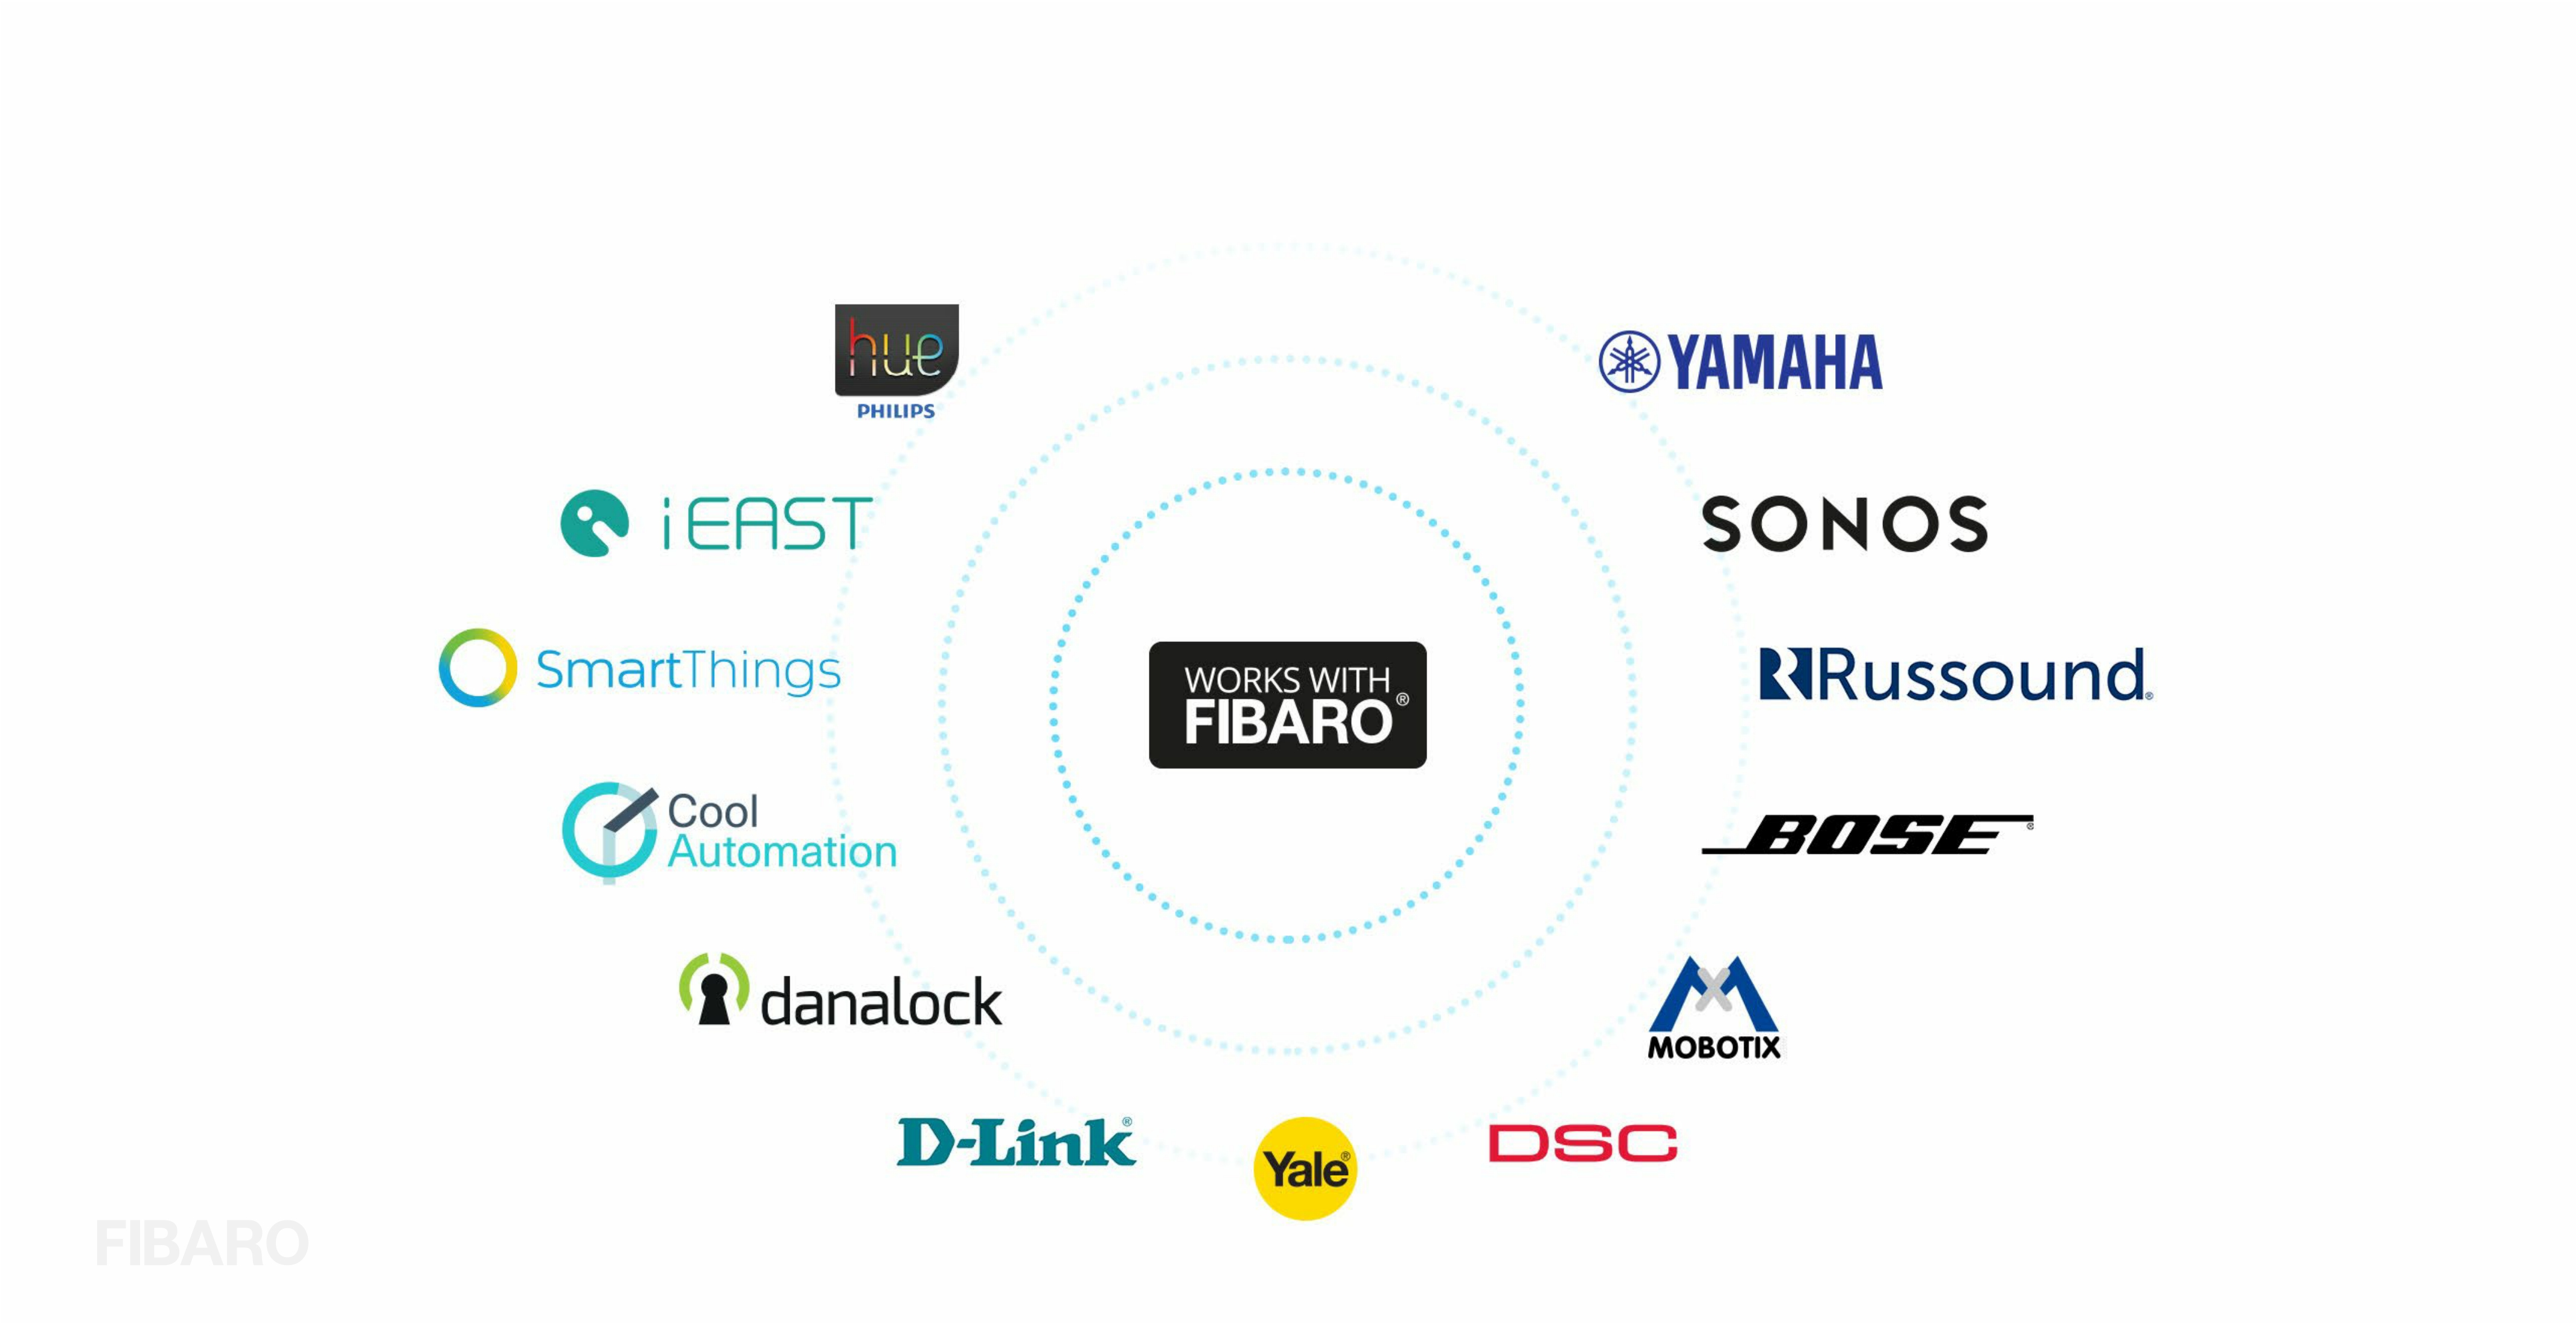 hue
PHILIPS
YAMAHA
iEAST
SONOS
SmartThings
Russound®
WORKS WITH
FIBARO®
Cool
Automation
BOSE®
danalock
MOBOTIX
D-Link®
Yale®
DSC
FIBARO